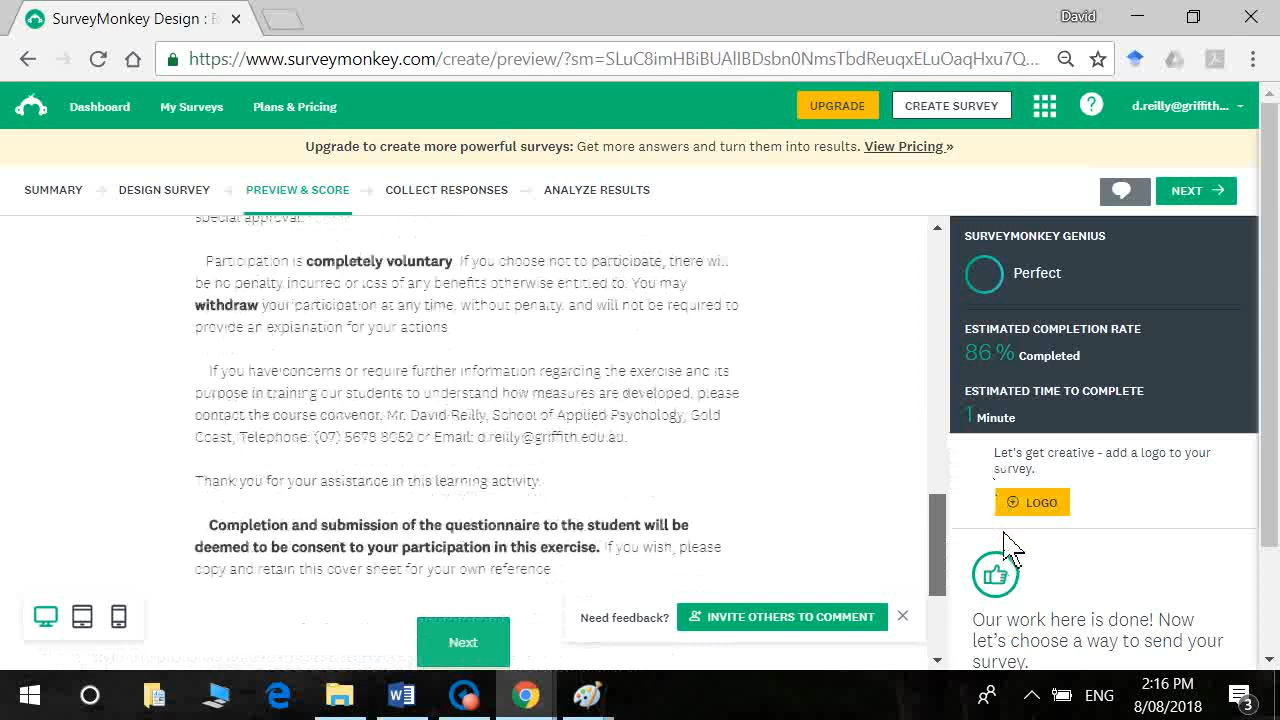 SurveyMonkey Design :
David
https://www.surveymonkey.com/create/preview/?sm=SLuC8imHBiBUAlIBDsbn0NmsTbdReuqxELuOaqHxu7Q...
Dashboard
My Surveys
Plans & Pricing
UPGRADE
CREATE SURVEY
?
d.reilly@griffith...
Upgrade to create more powerful surveys: Get more answers and turn them into results. View Pricing »
SUMMARY
DESIGN SURVEY
PREVIEW & SCORE
COLLECT RESPONSES
ANALYZE RESULTS
NEXT
special approval.
Participation is completely voluntary. If you choose not to participate, there will
be no penalty incurred or loss of any benefits otherwise entitled to. You may
withdraw your participation at any time, without penalty, and will not be required to
provide an explanation for your actions
If you have concerns or require further information regarding the exercise and its
purpose in training our students to understand how measures are developed, please
contact the course convenor, Mr. David Reilly, School of Applied Psychology, Gold
Coast, Telephone: (07) 5678 8052 or Email: d.reilly@griffith.edu.au.
Thank you for your assistance in this learning activity.
Completion and submission of the questionnaire to the student will be
deemed to be consent to your participation in this exercise. If you wish, please
copy and retain this cover sheet for your own reference
Next
Need feedback?
INVITE OTHERS TO COMMENT
SURVEYMONKEY GENIUS
Perfect
ESTIMATED COMPLETION RATE
86% Completed
ESTIMATED TIME TO COMPLETE
1 Minute
Let's get creative - add a logo to your
survey.
LOGO
Our work here is done! Now
let's choose a way to send your
survey.
ENG
2:16 PM
8/08/2018
3